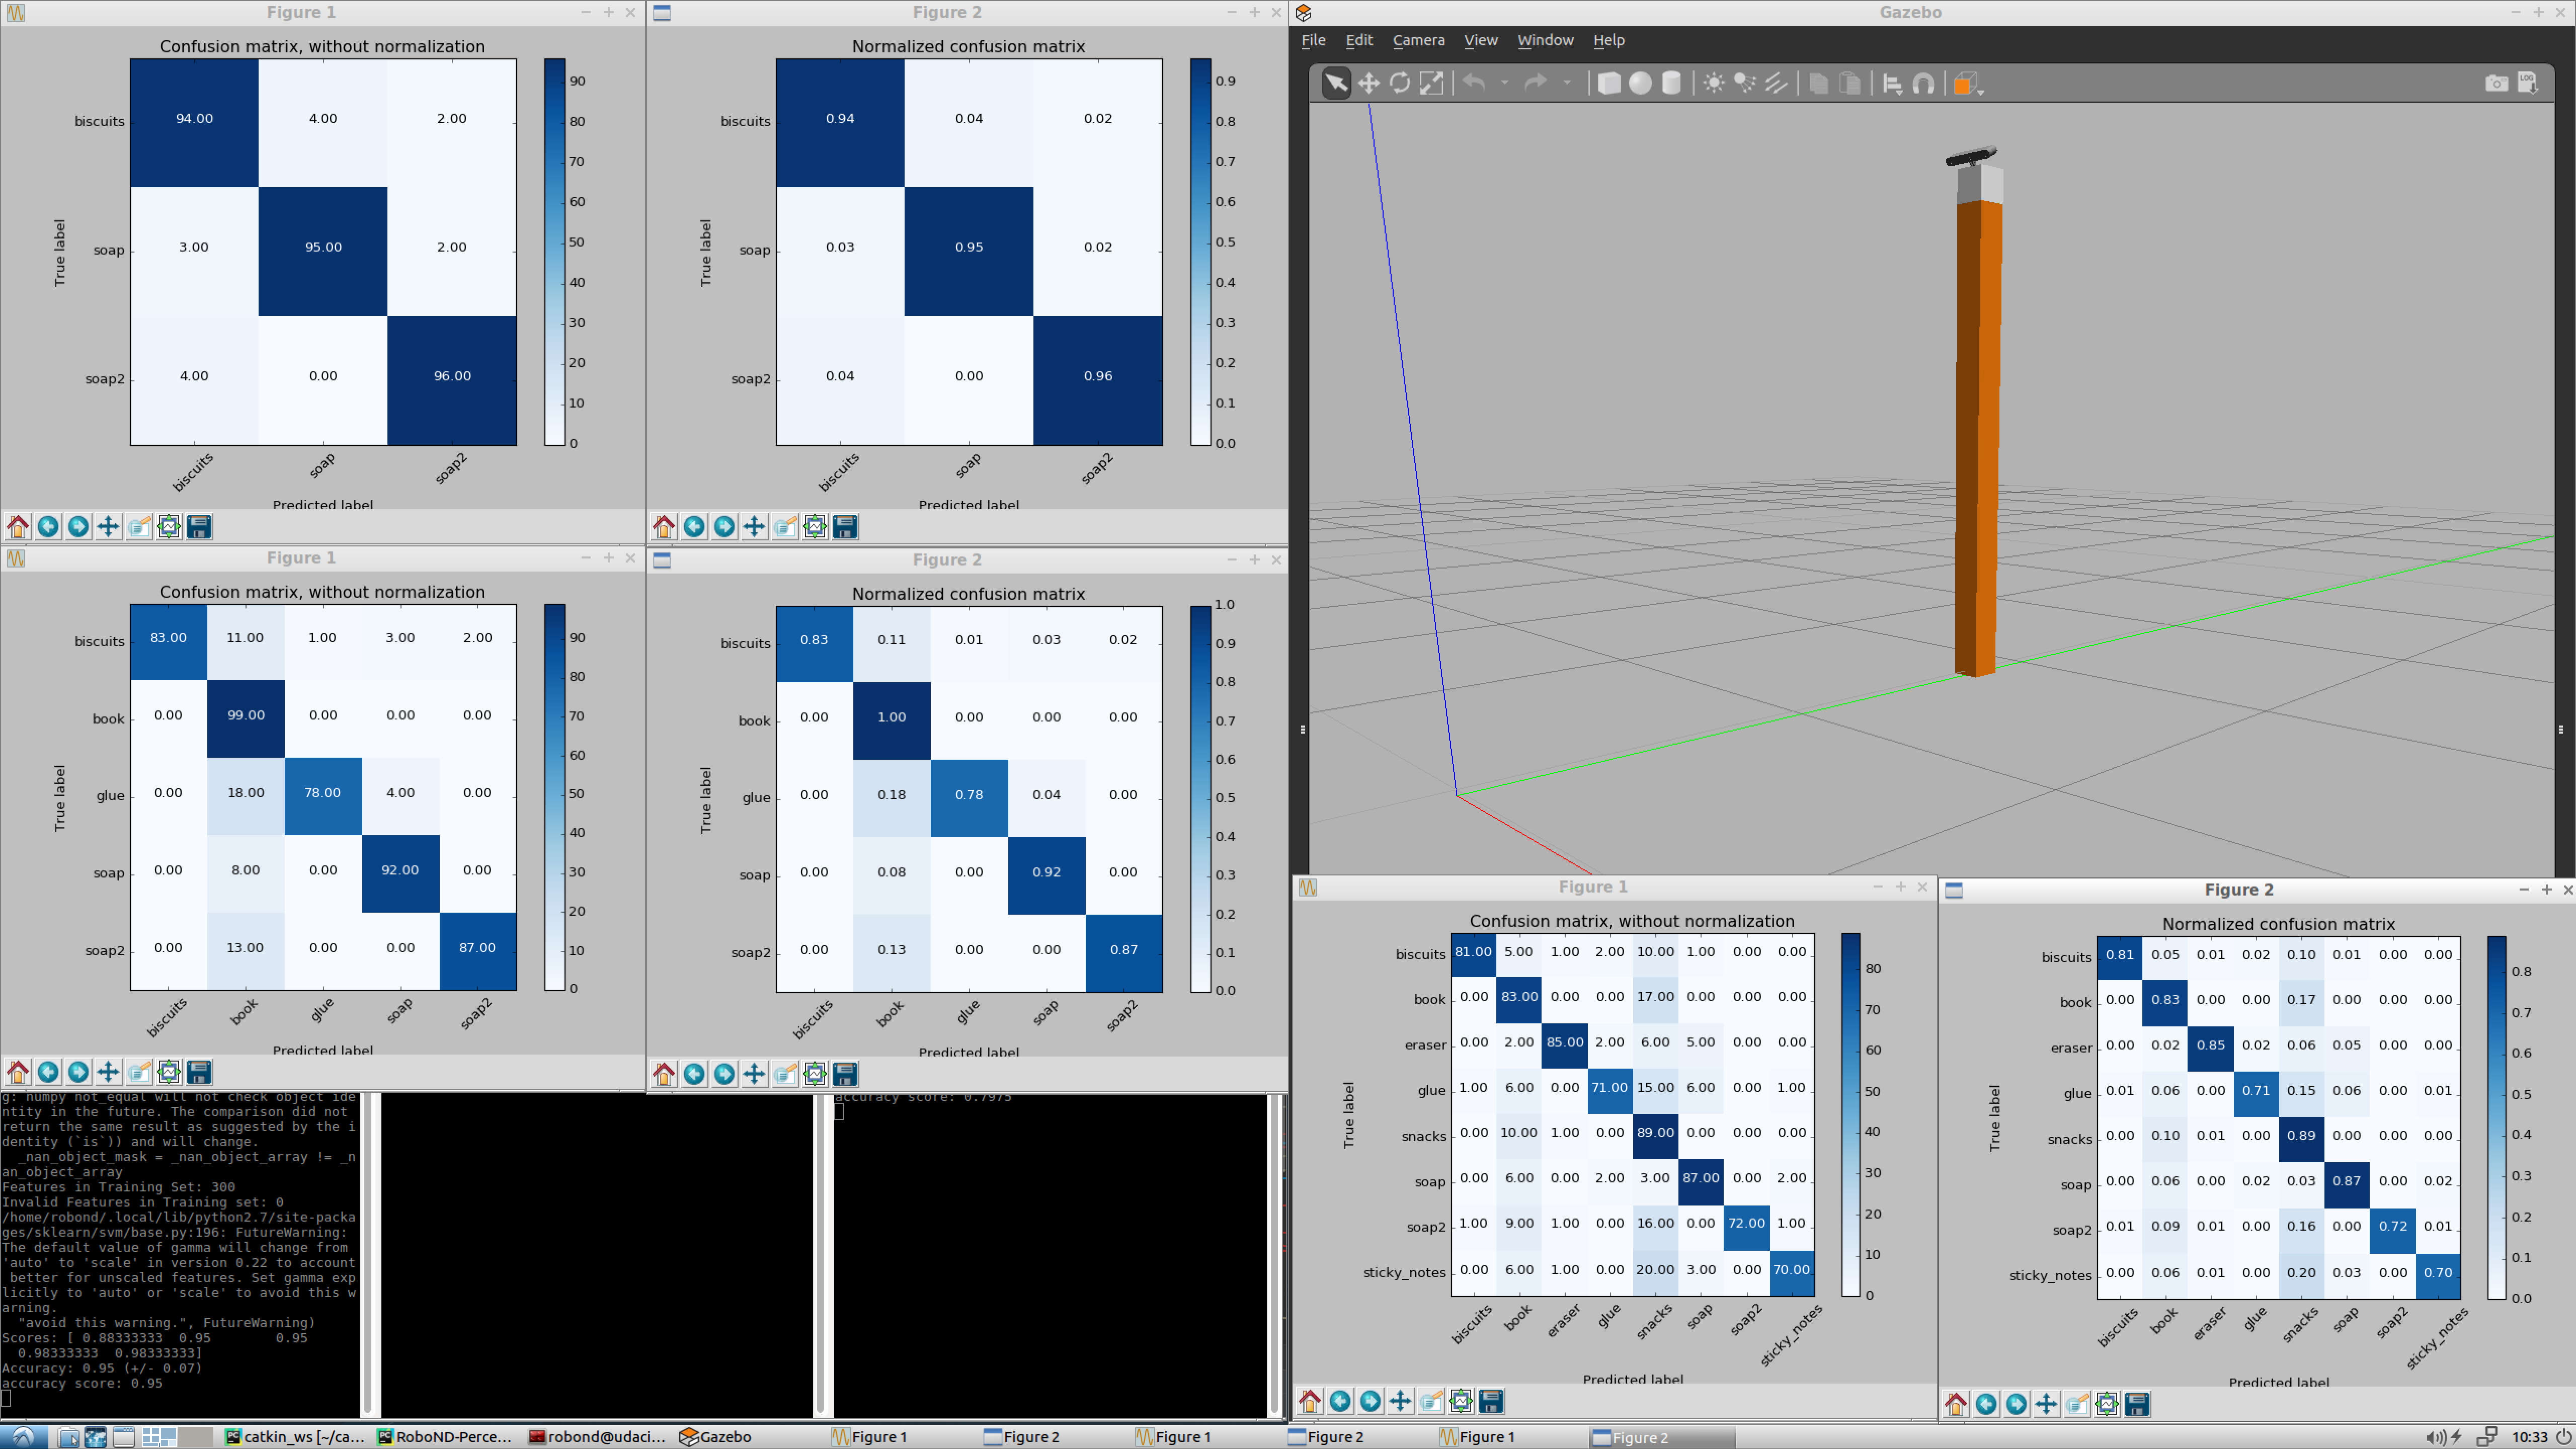 Figure 1
Confusion matrix, without normalization
True label
biscuits 94.00 4.00 2.00
soap 3.00 95.00 2.00
soap2 4.00 0.00 96.00
biscuits soap soap2
Predicted label
90
80
70
60
50
40
30
20
10
0
Figure 2
Normalized confusion matrix
True label
biscuits 0.94 0.04 0.02
soap 0.03 0.95 0.02
soap2 0.04 0.00 0.96
biscuits soap soap2
Predicted label
0.9
0.8
0.7
0.6
0.5
0.4
0.3
0.2
0.1
0.0
Gazebo
File Edit Camera View Window Help
LOG
Figure 1
Confusion matrix, without normalization
True label
biscuits 83.00 11.00 1.00 3.00 2.00
book 0.00 99.00 0.00 0.00 0.00
glue 0.00 18.00 78.00 4.00 0.00
soap 0.00 8.00 0.00 92.00 0.00
soap2 0.00 13.00 0.00 0.00 87.00
biscuits book glue soap soap2
Predicted label
90
80
70
60
50
40
30
20
10
0
Figure 2
Normalized confusion matrix
True label
biscuits 0.83 0.11 0.01 0.03 0.02
book 0.00 1.00 0.00 0.00 0.00
glue 0.00 0.18 0.78 0.04 0.00
soap 0.00 0.08 0.00 0.92 0.00
soap2 0.00 0.13 0.00 0.00 0.87
biscuits book glue soap soap2
Predicted label
1.0
0.9
0.8
0.7
0.6
0.5
0.4
0.3
0.2
0.1
0.0
g: numpy not_equal will not check object ide
ntity in the future. The comparison did not
return the same result as suggested by the i
dentity (`is`)) and will change.
_nan_object_mask = _nan_object_array != _n
an_object_array
Features in Training Set: 300
Invalid Features in Training set: 0
/home/robond/.local/lib/python2.7/site-packa
ges/sklearn/svm/base.py:196: FutureWarning:
The default value of gamma will change from
'auto' to 'scale' in version 0.22 to account
better for unscaled features. Set gamma exp
licitly to 'auto' or 'scale' to avoid this w
arning.
"avoid this warning.", FutureWarning)
Scores: [ 0.88333333 0.95 0.95
0.98333333 0.98333333]
Accuracy: 0.95 (+/- 0.07)
accuracy score: 0.95
accuracy score: 0.7975
Figure 1
Confusion matrix, without normalization
True label
biscuits 81.00 5.00 1.00 2.00 10.00 1.00 0.00 0.00
book 0.00 83.00 0.00 0.00 17.00 0.00 0.00 0.00
eraser 0.00 2.00 85.00 2.00 6.00 5.00 0.00 0.00
glue 1.00 6.00 0.00 71.00 15.00 6.00 0.00 1.00
snacks 0.00 10.00 1.00 0.00 89.00 0.00 0.00 0.00
soap 0.00 6.00 0.00 2.00 3.00 87.00 0.00 2.00
soap2 1.00 9.00 1.00 0.00 16.00 0.00 72.00 1.00
sticky_notes 0.00 6.00 1.00 0.00 20.00 3.00 0.00 70.00
biscuits book eraser glue snacks soap soap2 sticky_notes
Predicted label
80
70
60
50
40
30
20
10
0
Figure 2
Normalized confusion matrix
True label
biscuits 0.81 0.05 0.01 0.02 0.10 0.01 0.00 0.00
book 0.00 0.83 0.00 0.00 0.17 0.00 0.00 0.00
eraser 0.00 0.02 0.85 0.02 0.06 0.05 0.00 0.00
glue 0.01 0.06 0.00 0.71 0.15 0.06 0.00 0.01
snacks 0.00 0.10 0.01 0.00 0.89 0.00 0.00 0.00
soap 0.00 0.06 0.00 0.02 0.03 0.87 0.00 0.02
soap2 0.01 0.09 0.01 0.00 0.16 0.00 0.72 0.01
sticky_notes 0.00 0.06 0.01 0.00 0.20 0.03 0.00 0.70
biscuits book eraser glue snacks soap soap2 sticky_notes
Predicted label
0.8
0.7
0.6
0.5
0.4
0.3
0.2
0.1
0.0
catkin_ws [~/ca... RoboND-Perce... robond@udaci... Gazebo Figure 1 Figure 2 Figure 1 Figure 2 Figure 1 Figure 2 10:33